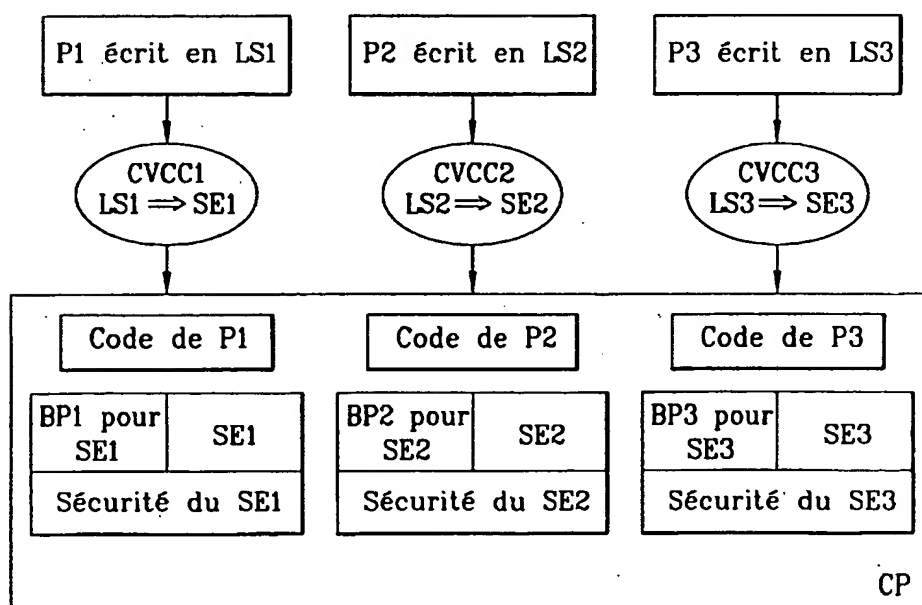 P1 écrit en LS1
P2 écrit en LS2
P3 écrit en LS3
CVCC1
LS1 ⇒ SE1
CVCC2
LS2 ⇒ SE2
CVCC3
LS3 ⇒ SE3
Code de P1
Code de P2
Code de P3
BP1 pour
SE1
SE1
BP2 pour
SE2
SE2
BP3 pour
SE3
SE3
Sécurité du SE1
Sécurité du SE2
Sécurité du SE3
CP